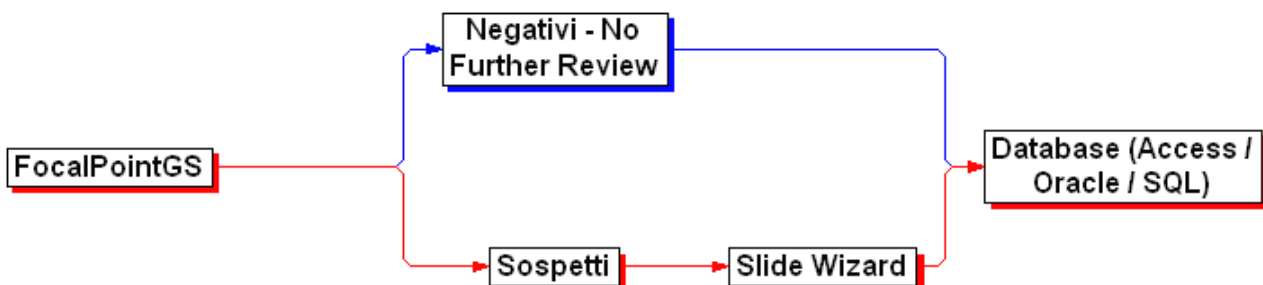 Negativi - No
Further Review
FocalPointGS
Database (Access /
Oracle / SQL)
Sospetti
Slide Wizard